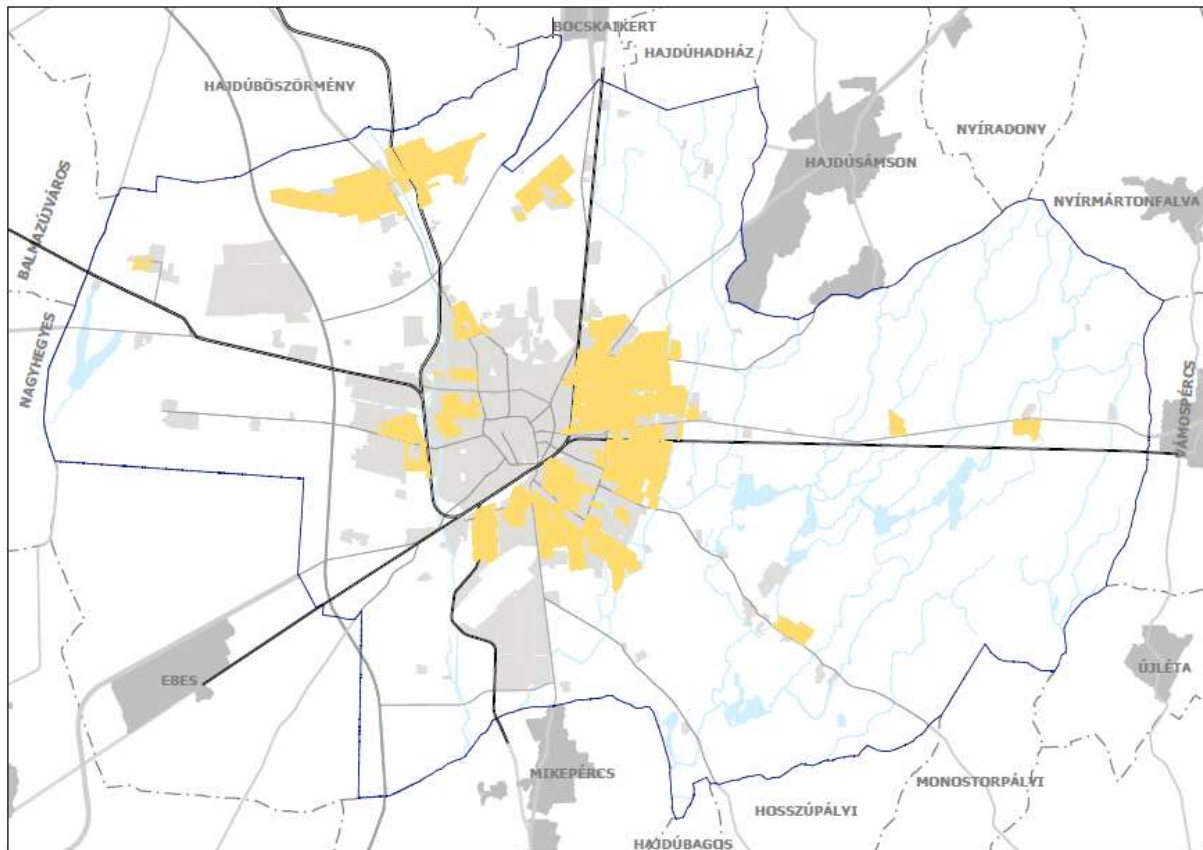 BOCSKAIKERT
HAJDÚHADHÁZ
HAJDÚBÖSZÖRMÉNY
NYÍRADONY
HAJDÚSÁMSON
NYÍRMÁRTONFALVA
BALMAZÚJVÁROS
NAGYHEGYES
VÁMOSPÉRCS
ÚJLÉTA
EBES
MIKEPÉRCS
MONOSTORPÁLYI
HOSSZÚPÁLYI
HAJDÚBAGOS